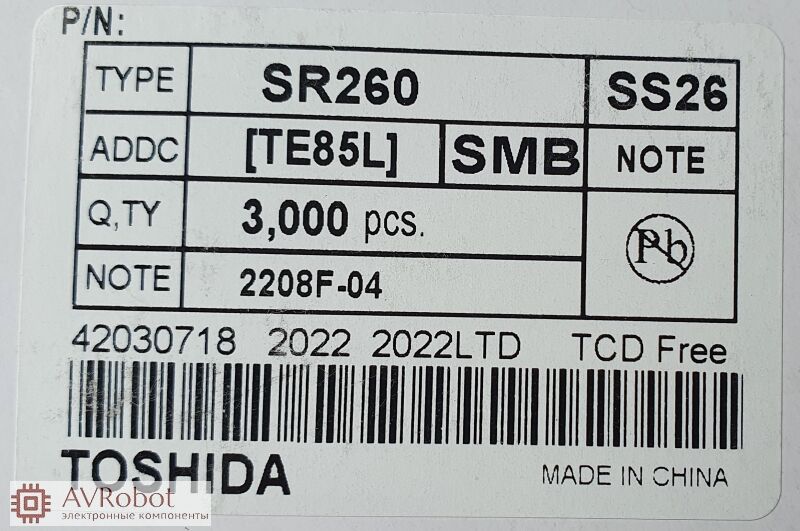 P/N:
TYPE SR260 SS26
ADDC [TE85L] SMB NOTE
Q,TY 3,000 pcs.
Pb
NOTE 2208F-04
42030718 2022 2022LTD TCD Free
TOSHIDA MADE IN CHINA
AVRobot
электронные компоненты